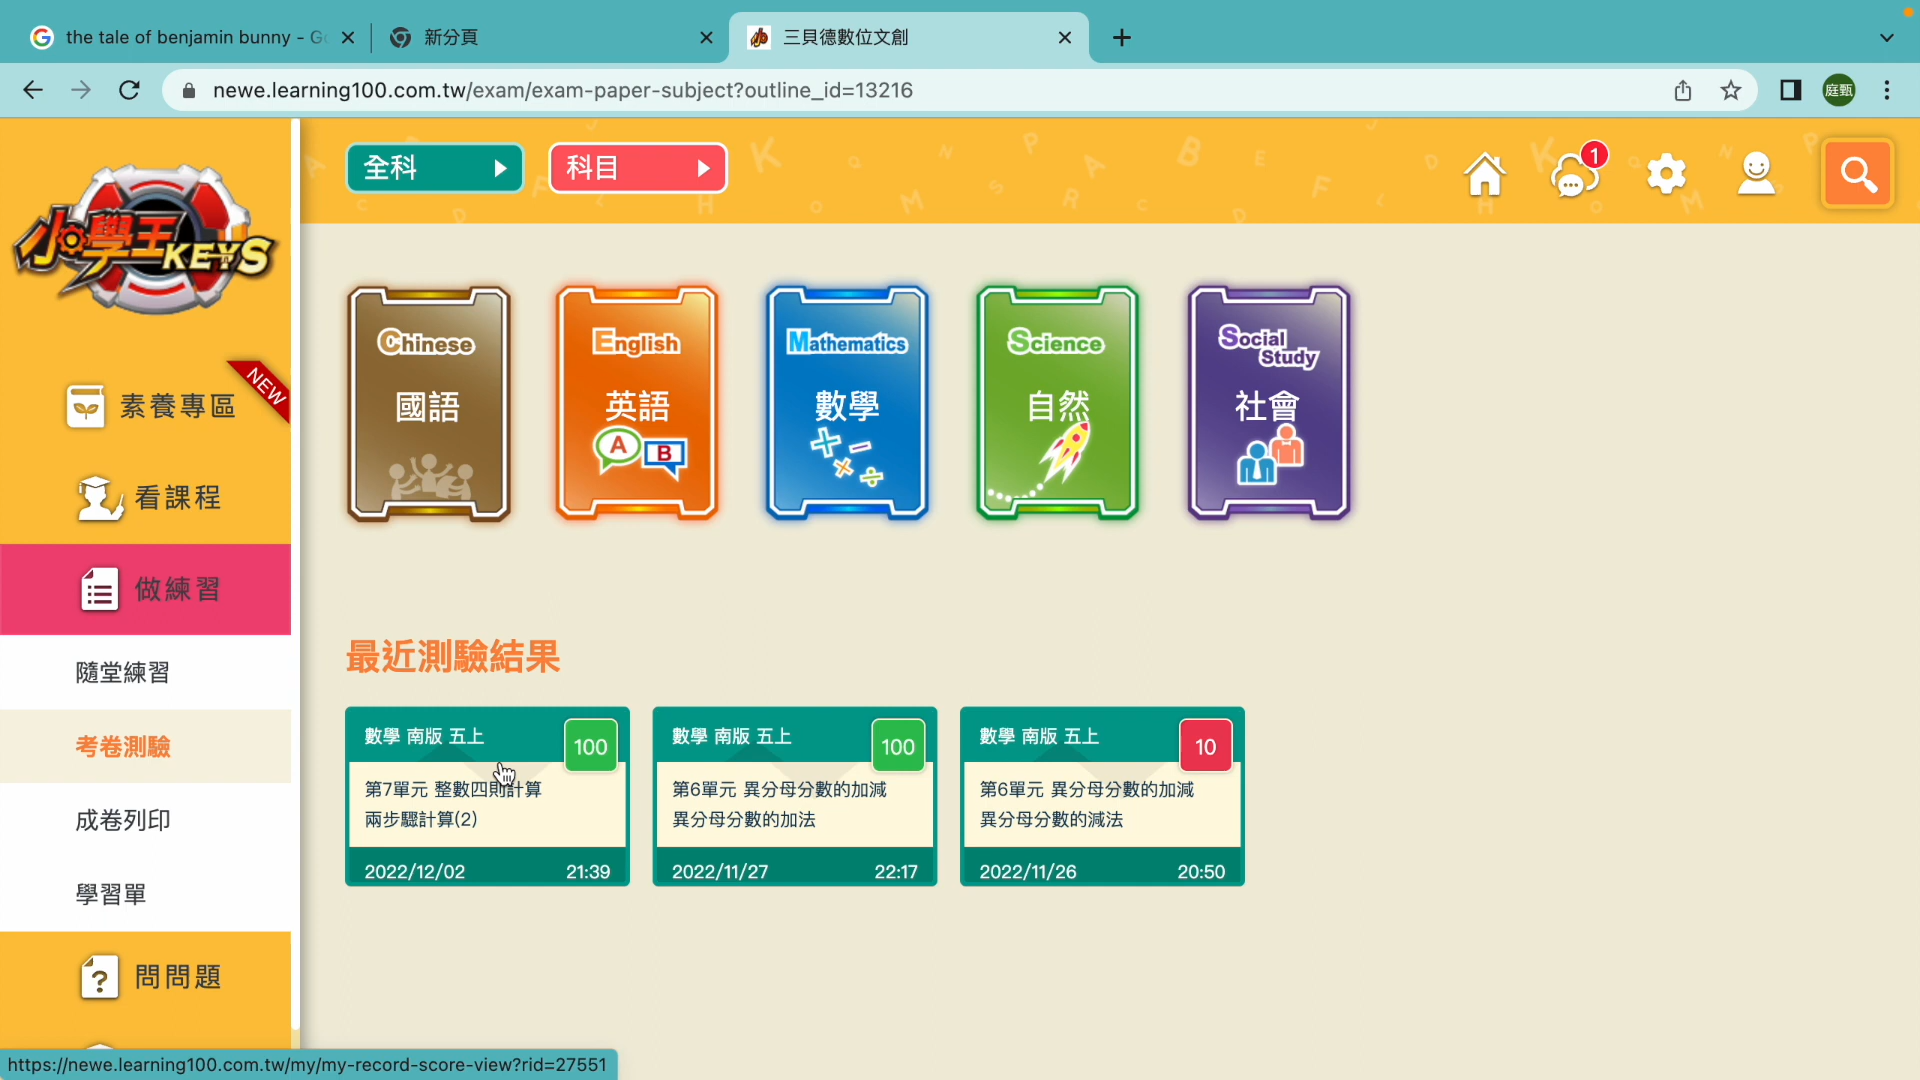 the tale of benjamin bunny - Go
新分頁
三貝德數位文創
newe.learning100.com.tw/exam/exam-paper-subject?outline_id=13216
庭甄
全科
科目
1
小學王
KEYS
NEW
素養專區
看課程
做練習
隨堂練習
考卷測驗
成卷列印
學習單
問問題
Chinese
國語
English
英語
A
B
Mathematics
數學
Science
自然
Social
Study
社會
最近測驗結果
數學 南版 五上
100
第7單元 整數四則計算
兩步驟計算(2)
2022/12/02 21:39
數學 南版 五上
100
第6單元 異分母分數的加減
異分母分數的加法
2022/11/27 22:17
數學 南版 五上
10
第6單元 異分母分數的加減
異分母分數的減法
2022/11/26 20:50
https://newe.learning100.com.tw/my/my-record-score-view?rid=27551